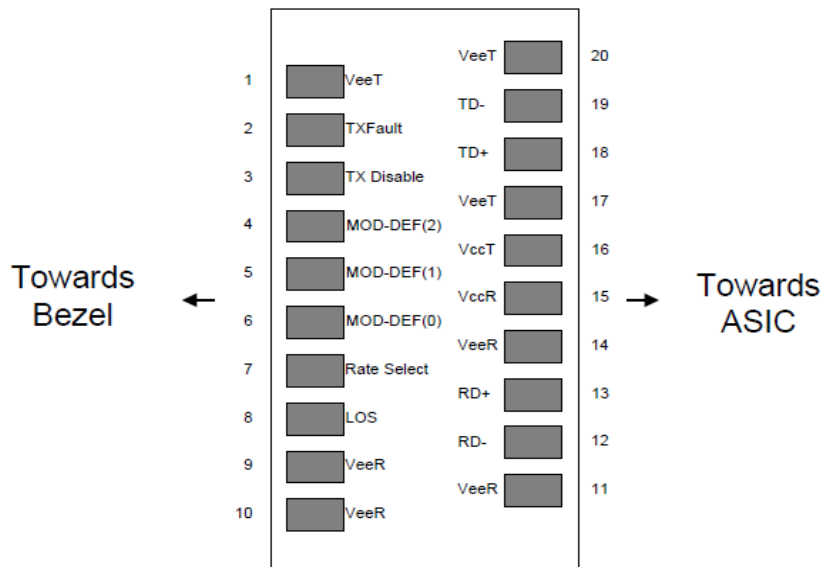 VeeT 20
1 VeeT
TD- 19
2 TXFault
TD+ 18
3 TX Disable
VeeT 17
4 MOD-DEF(2)
VccT 16
5 MOD-DEF(1)
Towards
Bezel
VccR 15
Towards
ASIC
6 MOD-DEF(0)
VeeR 14
7 Rate Select
RD+ 13
8 LOS
RD- 12
9 VeeR
VeeR 11
10 VeeR